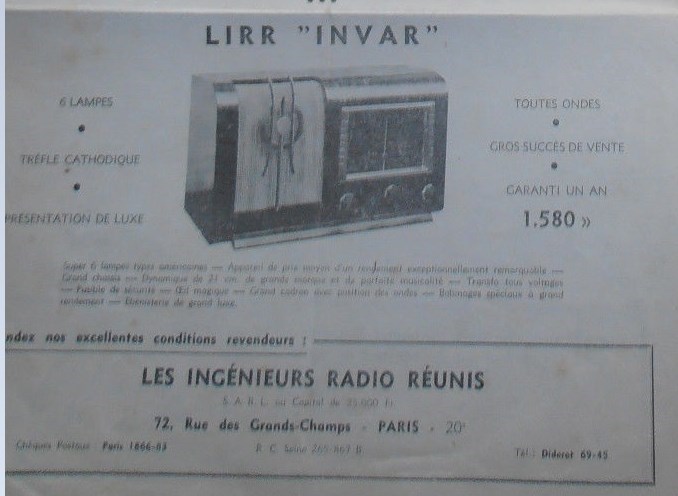 LIRR "INVAR"
6 LAMPES
TRÈFLE CATHODIQUE
PRÉSENTATION DE LUXE
TOUTES ONDES
GROS SUCCÈS DE VENTE
GARANTI UN AN
1.580 »
Super 6 lampes types américaines — Appareil de prix moyen d'un rendement exceptionnellement remarquable —
Grand chassis — Dynamique de 21 cm. de grande marque et de parfaite musicalité — Transfo tous voltages
— Fusible de sécurité — Œil magique — Grand cadran avec position des ondes — Bobinages spéciaux à grand
rendement — Ebénisterie de grand luxe.
ndez nos excellentes conditions revendeurs :
LES INGÉNIEURS RADIO RÉUNIS
S. A. R. L. au Capital de 25.000 Fr
72, Rue des Grands-Champs - PARIS - 20e
Chèques Postaux : Paris 1866-03
R. C. Seine 265.867 B
Tél. : Diderot 69-45